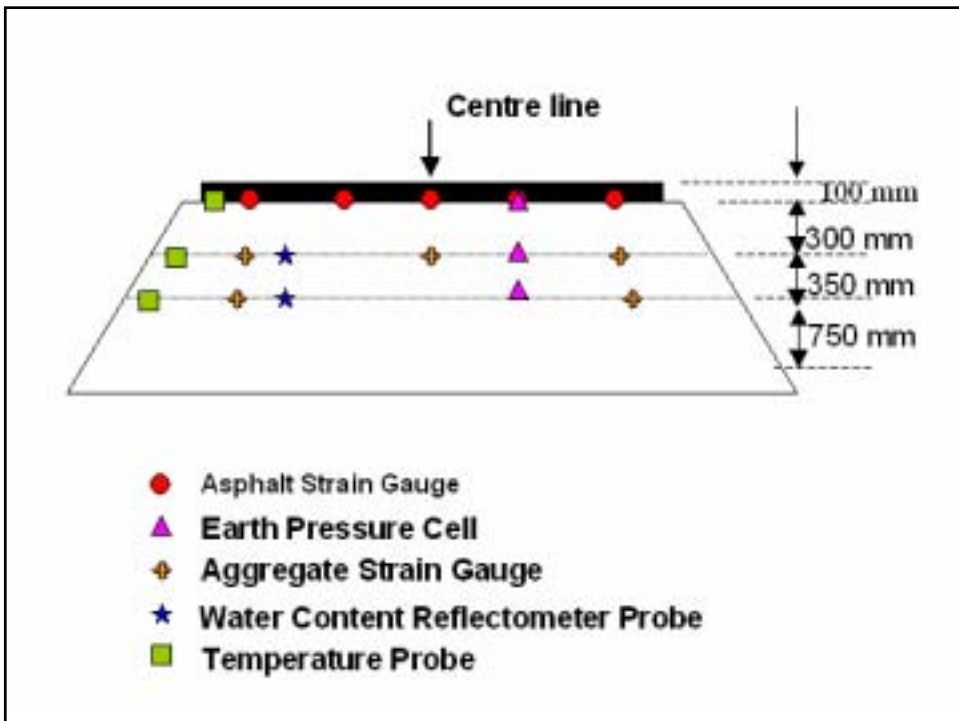 Centre line
100 mm
300 mm
350 mm
750 mm
Asphalt Strain Gauge
Earth Pressure Cell
Aggregate Strain Gauge
Water Content Reflectometer Probe
Temperature Probe